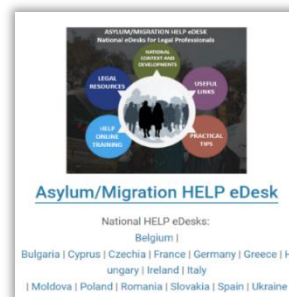 ASYLUM/MIGRATION HELP eDESK
National eDesks for Legal Professionals
NATIONAL
CONTEXT AND
DEVELOPMENTS
LEGAL
RESOURCES
USEFUL
LINKS
HELP
ONLINE
TRAINING
PRACTICAL
TIPS
Asylum/Migration HELP eDesk
National HELP eDesks:
Belgium |
Bulgaria | Cyprus | Czechia | France | Germany | Greece | H
ungary | Ireland | Italy
| Moldova | Poland | Romania | Slovakia | Spain | Ukraine